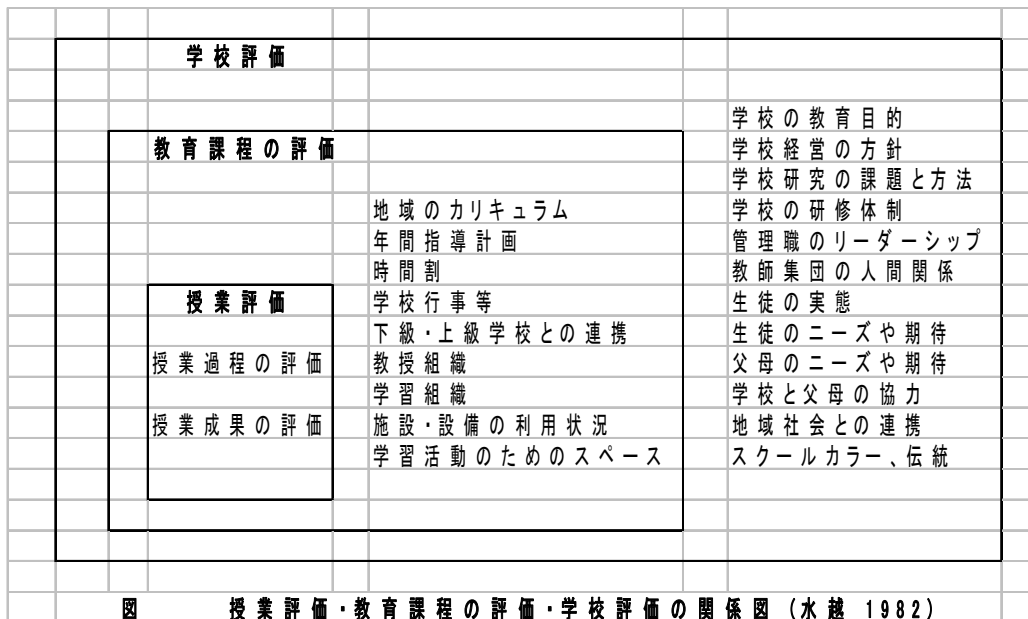 学校評価
学校の教育目的
教育課程の評価
学校経営の方針
学校研究の課題と方法
地域のカリキュラム
学校の研修体制
年間指導計画
管理職のリーダーシップ
時間割
教師集団の人間関係
授業評価
学校行事等
生徒の実態
下級・上級学校との連携
生徒のニーズや期待
授業過程の評価
教授組織
父母のニーズや期待
学習組織
学校と父母の協力
授業成果の評価
施設・設備の利用状況
地域社会との連携
学習活動のためのスペース
スクールカラー、伝統
図 授業評価・教育課程の評価・学校評価の関係図(水越 1982)